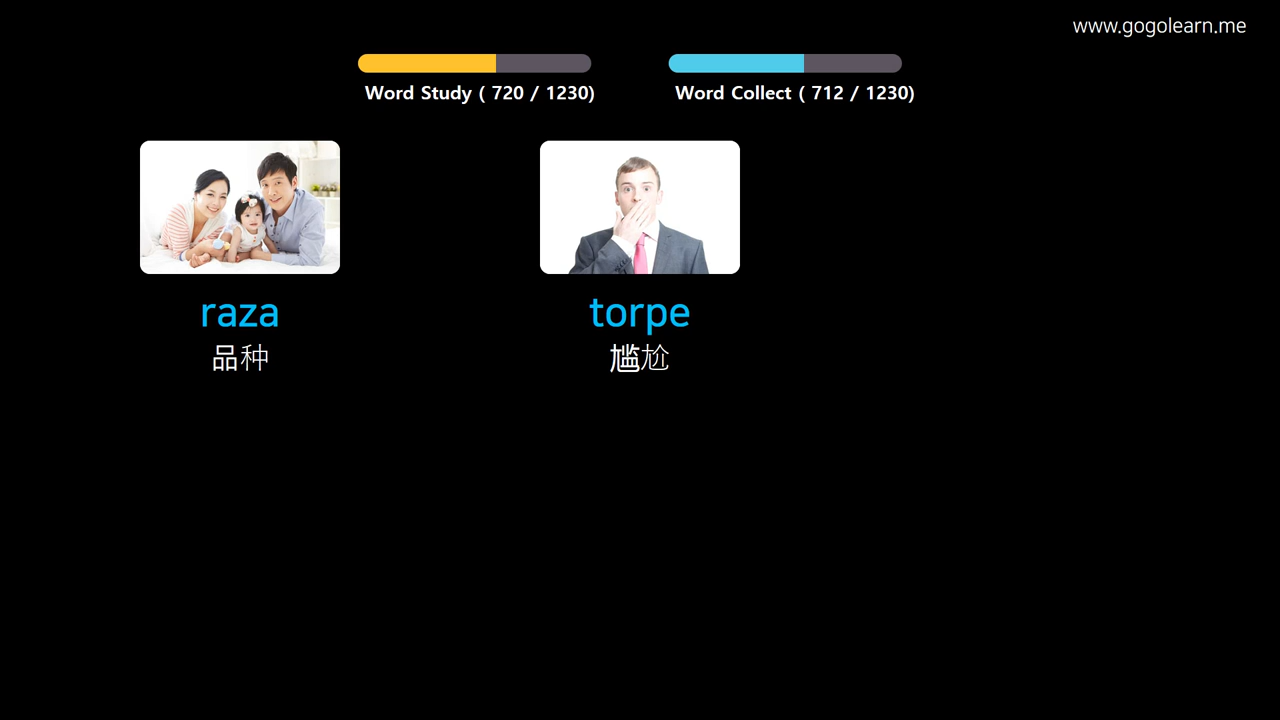 www.gogolearn.me
Word Study ( 720 / 1230)
Word Collect ( 712 / 1230)
raza
品种
torpe
尴尬